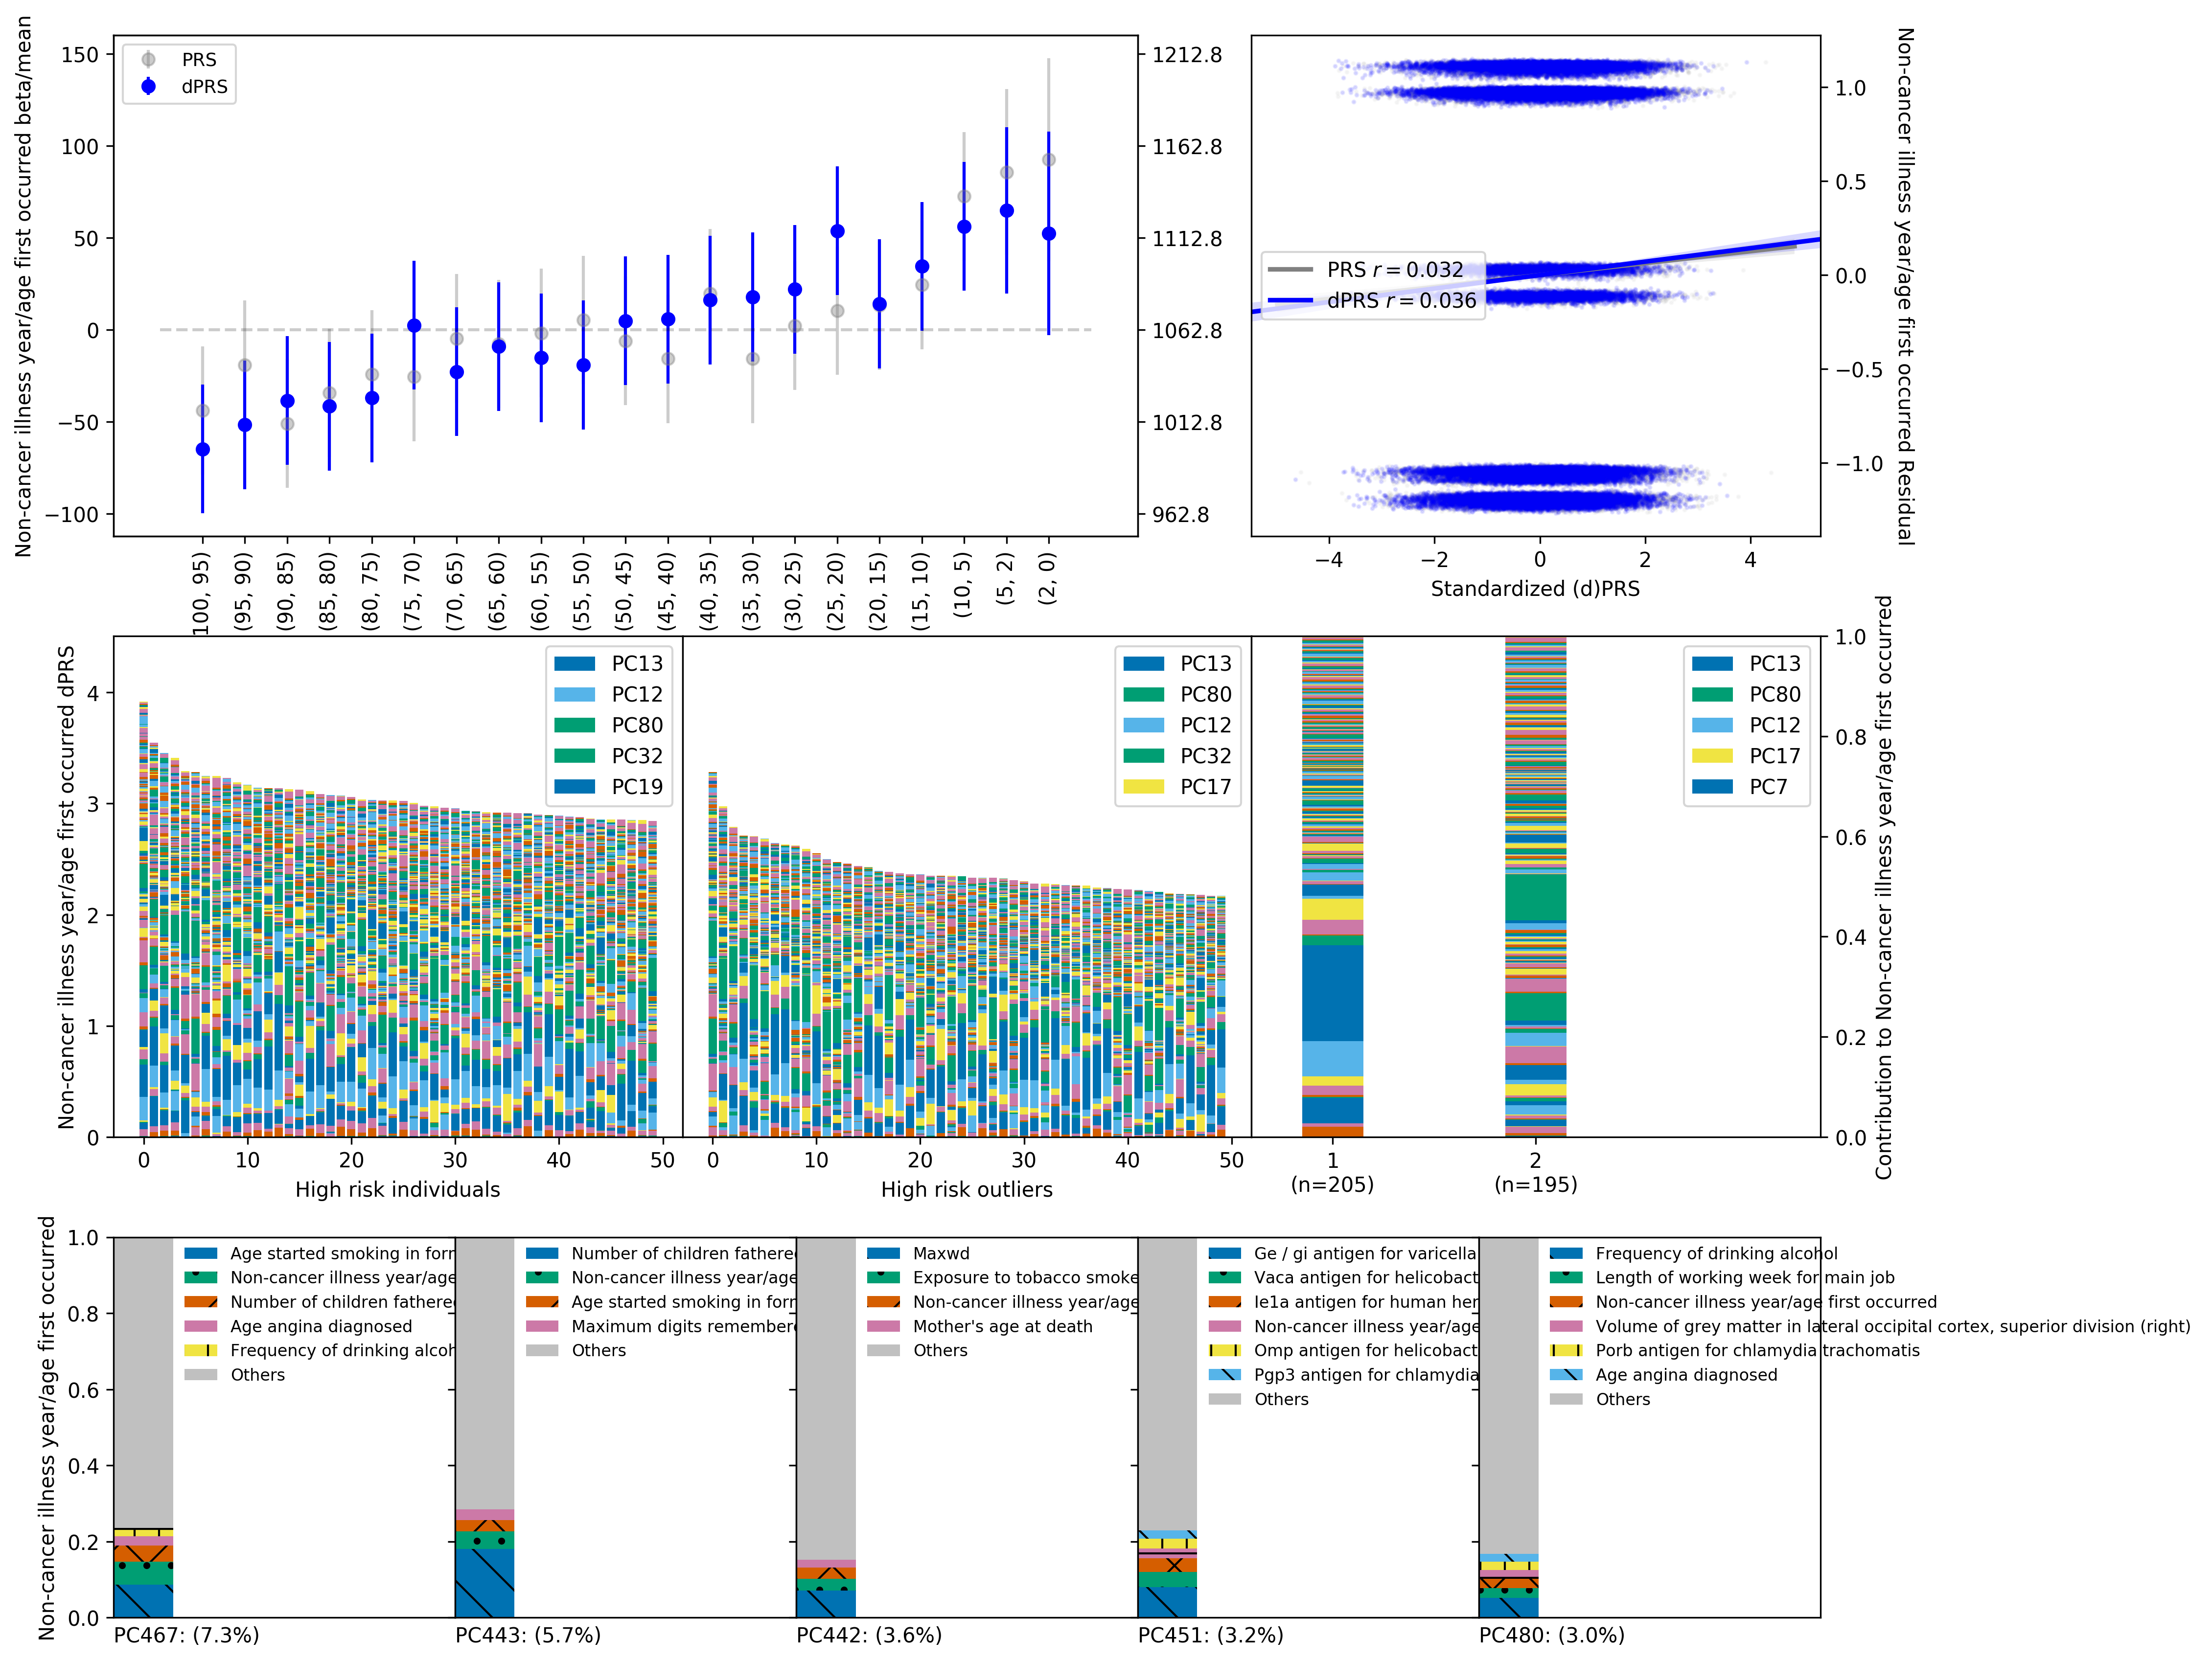 Non-cancer illness year/age first occurred beta/mean
150
100
50
0
−50
−100
PRS
dPRS
1212.8
1162.8
1112.8
1062.8
1012.8
962.8
100, 95)
(95, 90)
(90, 85)
(85, 80)
(80, 75)
(75, 70)
(70, 65)
(65, 60)
(60, 55)
(55, 50)
(50, 45)
(45, 40)
(40, 35)
(35, 30)
(30, 25)
(25, 20)
(20, 15)
(15, 10)
(10, 5)
(5, 2)
(2, 0)
PRS r = 0.032
dPRS r = 0.036
1.0
0.5
0.0
−0.5
−1.0
Non-cancer illness year/age first occurred Residual
−4
−2
0
2
4
Standardized (d)PRS
Non-cancer illness year/age first occurred dPRS
4
3
2
1
0
PC13
PC12
PC80
PC32
PC19
0
10
20
30
40
50
High risk individuals
PC13
PC80
PC12
PC32
PC17
0
10
20
30
40
50
High risk outliers
PC13
PC80
PC12
PC17
PC7
1
(n=205)
2
(n=195)
1.0
0.8
0.6
0.4
0.2
0.0
Contribution to Non-cancer illness year/age first occurred
Non-cancer illness year/age first occurred
1.0
0.8
0.6
0.4
0.2
0.0
Age started smoking in forr
Non-cancer illness year/age
Number of children fathere
Age angina diagnosed
Frequency of drinking alcoh
Others
PC467: (7.3%)
Number of children fathere
Non-cancer illness year/age
Age started smoking in forr
Maximum digits remembere
Others
PC443: (5.7%)
Maxwd
Exposure to tobacco smoke
Non-cancer illness year/age
Mother's age at death
Others
PC442: (3.6%)
Ge / gi antigen for varicella
Vaca antigen for helicobact
Ie1a antigen for human her
Non-cancer illness year/age
Omp antigen for helicobact
Pgp3 antigen for chlamydia
Others
PC451: (3.2%)
Frequency of drinking alcohol
Length of working week for main job
Non-cancer illness year/age first occurred
Volume of grey matter in lateral occipital cortex, superior division (right)
Porb antigen for chlamydia trachomatis
Age angina diagnosed
Others
PC480: (3.0%)